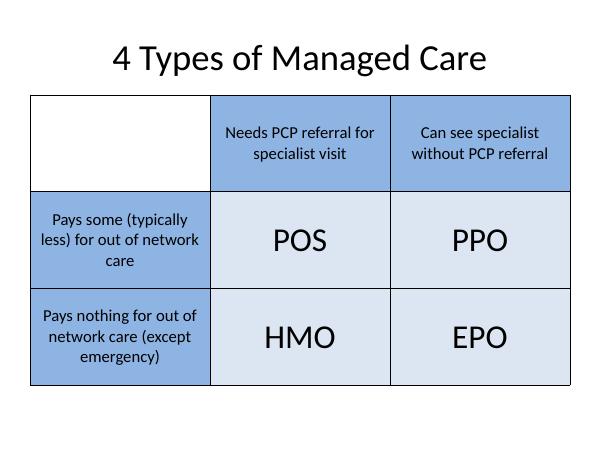 4 Types of Managed Care
Needs PCP referral for
specialist visit
Can see specialist
without PCP referral
Pays some (typically
less) for out of network
care
POS
PPO
Pays nothing for out of
network care (except
emergency)
HMO
EPO